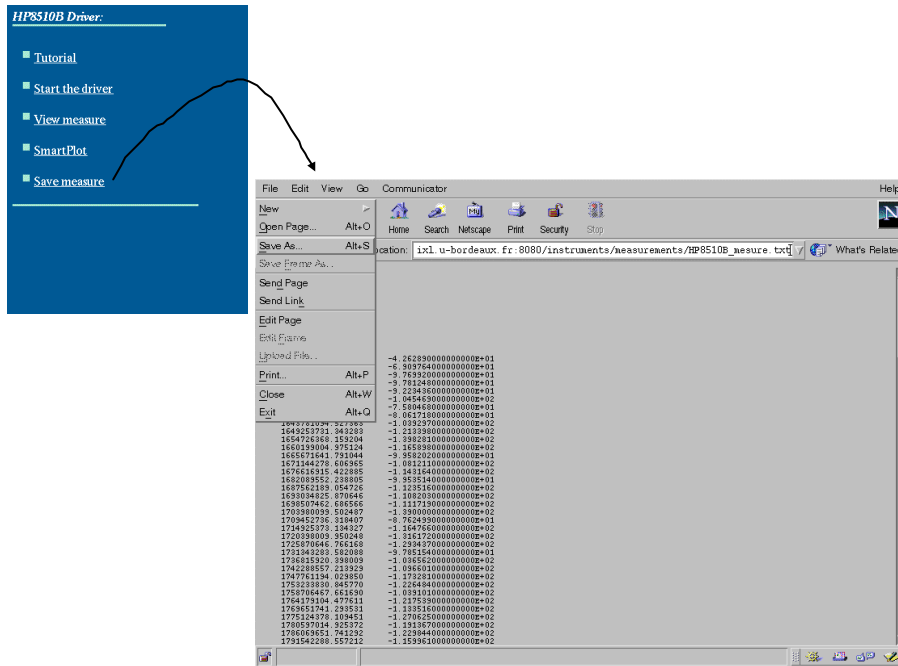 HP8510B Driver:
Tutorial
Start the driver
View measure
SmartPlot
Save measure
File Edit View Go Communicator Help
New
Open Page... Alt+O
Save As... Alt+S
Save Frame As...
Send Page
Send Link
Edit Page
Edit Frame
Upload File...
Print... Alt+P
Close Alt+W
Exit Alt+Q
Home Search Netscape Print Security Stop
My
N
ocation: ixl.u-bordeaux.fr:8080/instruments/measurements/HP8510B_mesure.txt What's Relate
-4.262890000000000E+01
-6.909764000000000E+01
-9.769920000000000E+01
-9.781248000000000E+01
-9.223436000000000E+01
-1.045469000000000E+02
-7.580468000000000E+01
-8.061718000000000E+01
1643781094.527363 -1.039297000000000E+02
1649253731.343283 -1.213398000000000E+02
1654726368.159204 -1.398281000000000E+02
1660199004.975124 -1.165898000000000E+02
1665671641.791044 -9.958202000000000E+01
1671144278.606965 -1.081211000000000E+02
1676616915.422885 -1.143164000000000E+02
1682089552.238805 -9.953514000000000E+01
1687562189.054726 -1.123516000000000E+02
1693034825.870646 -1.108203000000000E+02
1698507462.686566 -1.111719000000000E+02
1703980099.502487 -1.390000000000000E+02
1709452736.318407 -8.762499000000000E+01
1714925373.134327 -1.164766000000000E+02
1720398009.950248 -1.316172000000000E+02
1725870646.766168 -1.293437000000000E+02
1731343283.582088 -9.785154000000000E+01
1736815920.398009 -1.036562000000000E+02
1742288557.213929 -1.096601000000000E+02
1747761194.029850 -1.173281000000000E+02
1753233830.845770 -1.226484000000000E+02
1758706467.661690 -1.039101000000000E+02
1764179104.477611 -1.217539000000000E+02
1769651741.293531 -1.133516000000000E+02
1775124378.109451 -1.270625000000000E+02
1780597014.925372 -1.191367000000000E+02
1786069651.741292 -1.229844000000000E+02
1791542288.557212 -1.159961000000000E+02